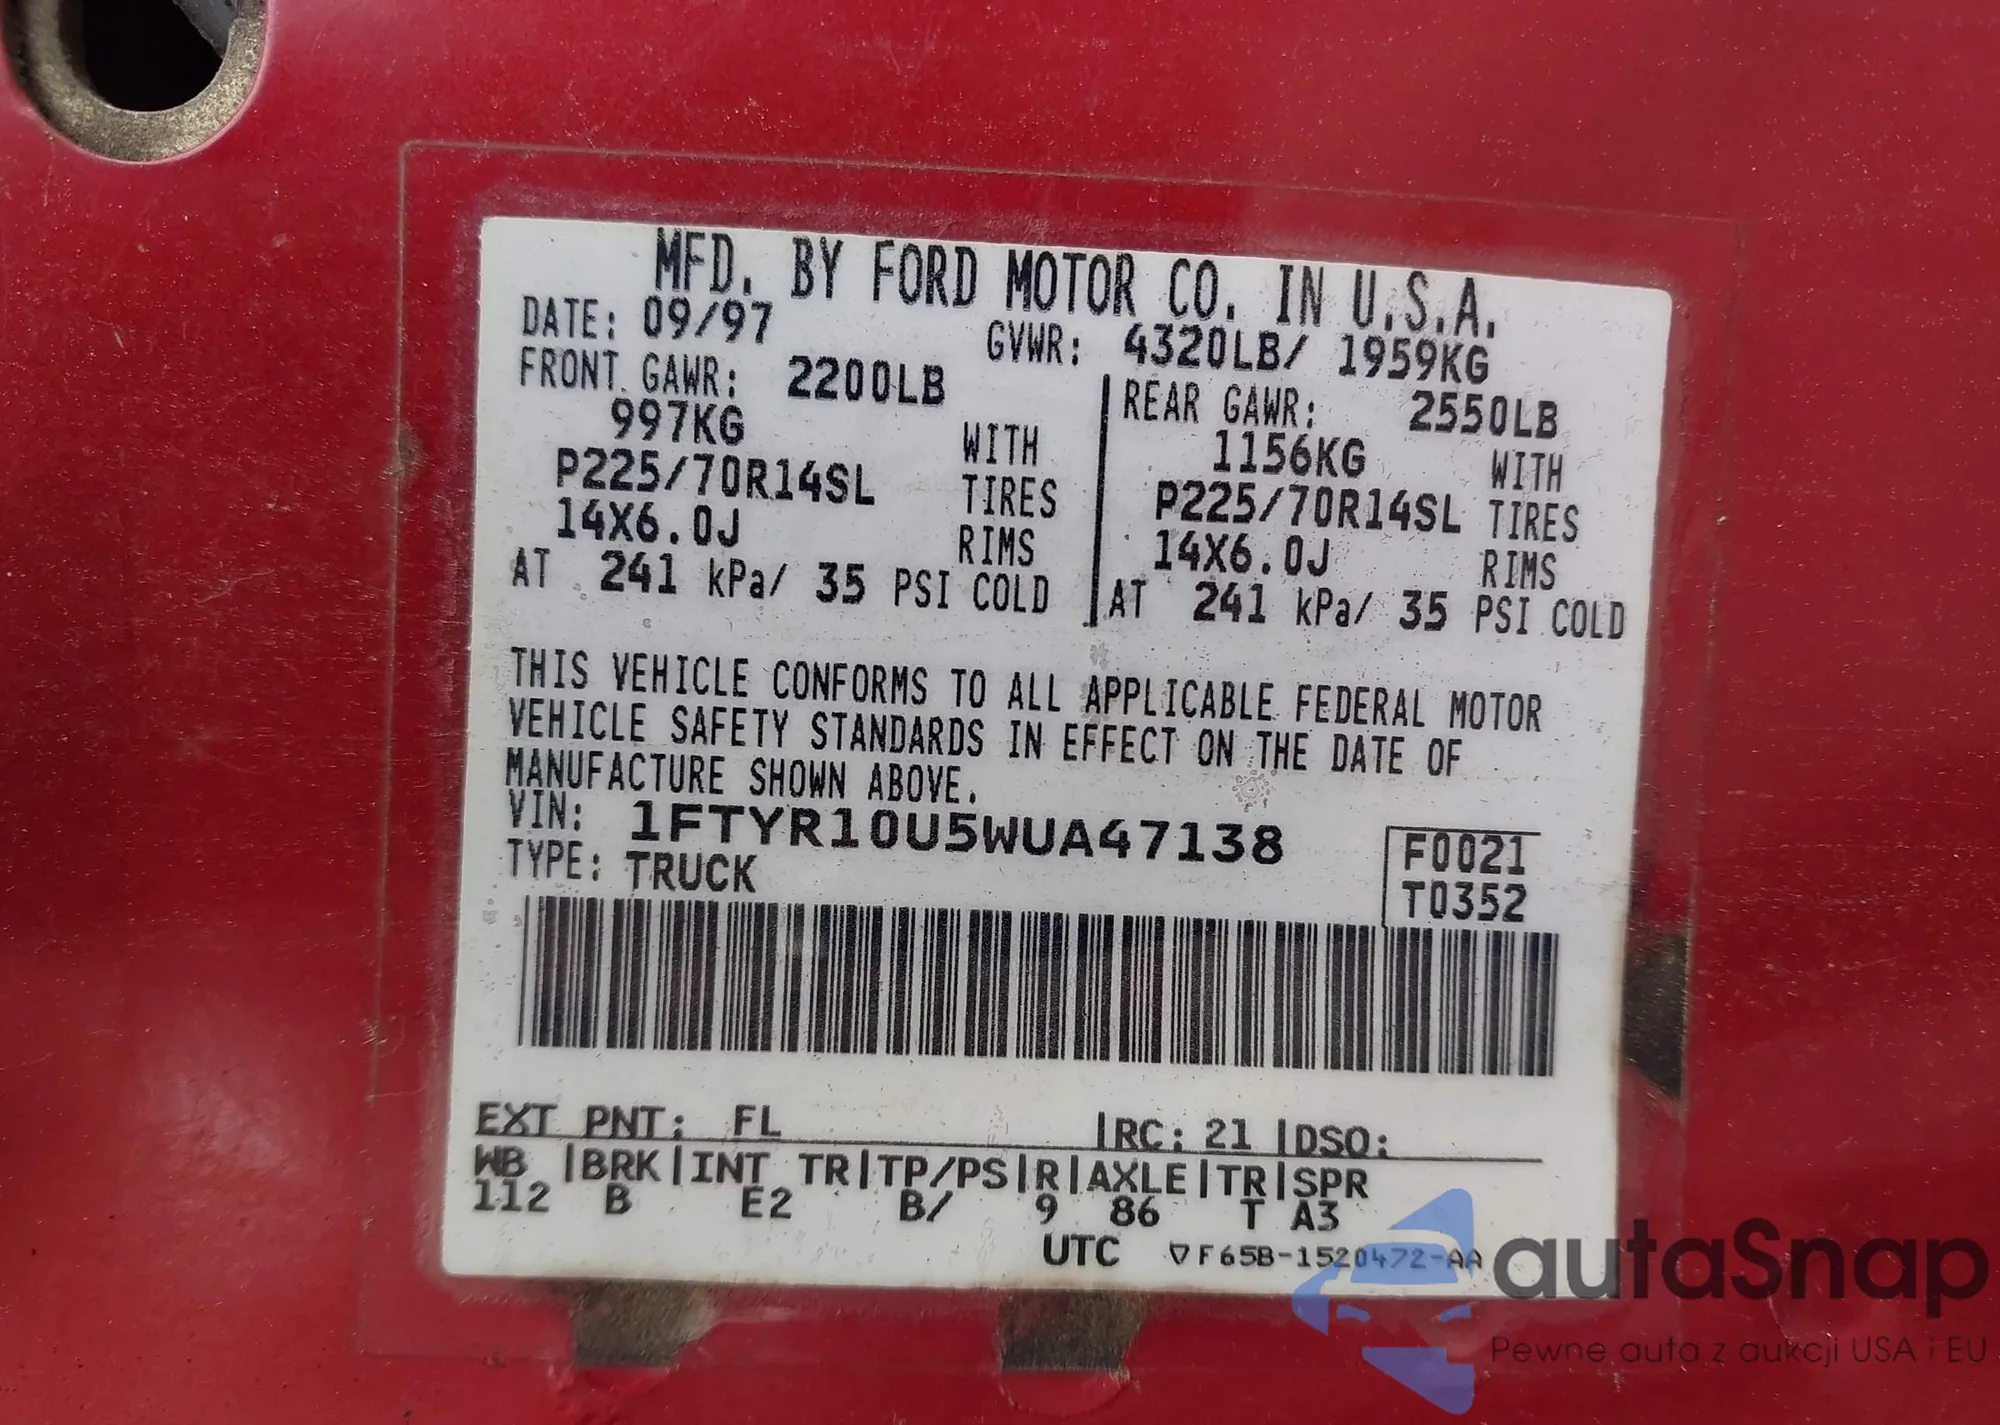 MFD. BY FORD MOTOR CO. IN U.S.A.
DATE: 09/97 GVWR: 4320LB/ 1959KG
FRONT GAWR: 2200LB
997KG WITH
P225/70R14SL TIRES
14X6.0J RIMS
AT 241 kPa/ 35 PSI COLD
REAR GAWR: 2550LB
1156KG WITH
P225/70R14SL TIRES
14X6.0J RIMS
AT 241 kPa/ 35 PSI COLD
THIS VEHICLE CONFORMS TO ALL APPLICABLE FEDERAL MOTOR
VEHICLE SAFETY STANDARDS IN EFFECT ON THE DATE OF
MANUFACTURE SHOWN ABOVE.
VIN: 1FTYR10U5WUA47138
TYPE: TRUCK
F0021
T0352
EXT PNT: FL |RC: 21 |DSO:
WB |BRK|INT TR|TP/PS|R|AXLE|TR|SPR
112 B E2 B/ 9 86 T A3
UTC ▽F65B-1520472-AA
autaSnap
Pewne auta z aukcji USA i EU